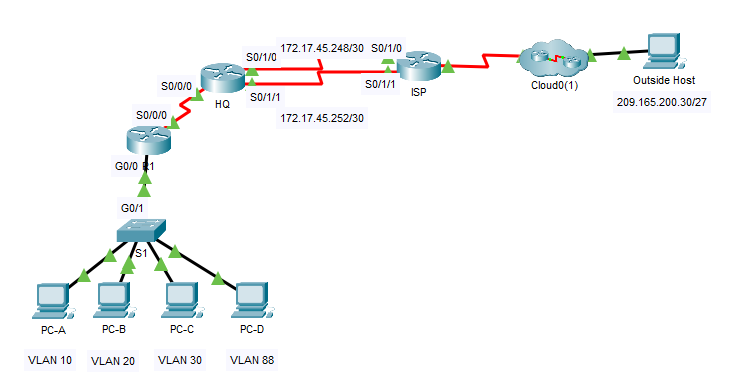 172.17.45.248/30
S0/1/0
S0/1/0
S0/0/0
HQ
S0/1/1
S0/1/1
ISP
Cloud0(1)
Outside Host
209.165.200.30/27
172.17.45.252/30
S0/0/0
G0/0 R1
G0/1
S1
PC-A
PC-B
PC-C
PC-D
VLAN 10
VLAN 20
VLAN 30
VLAN 88